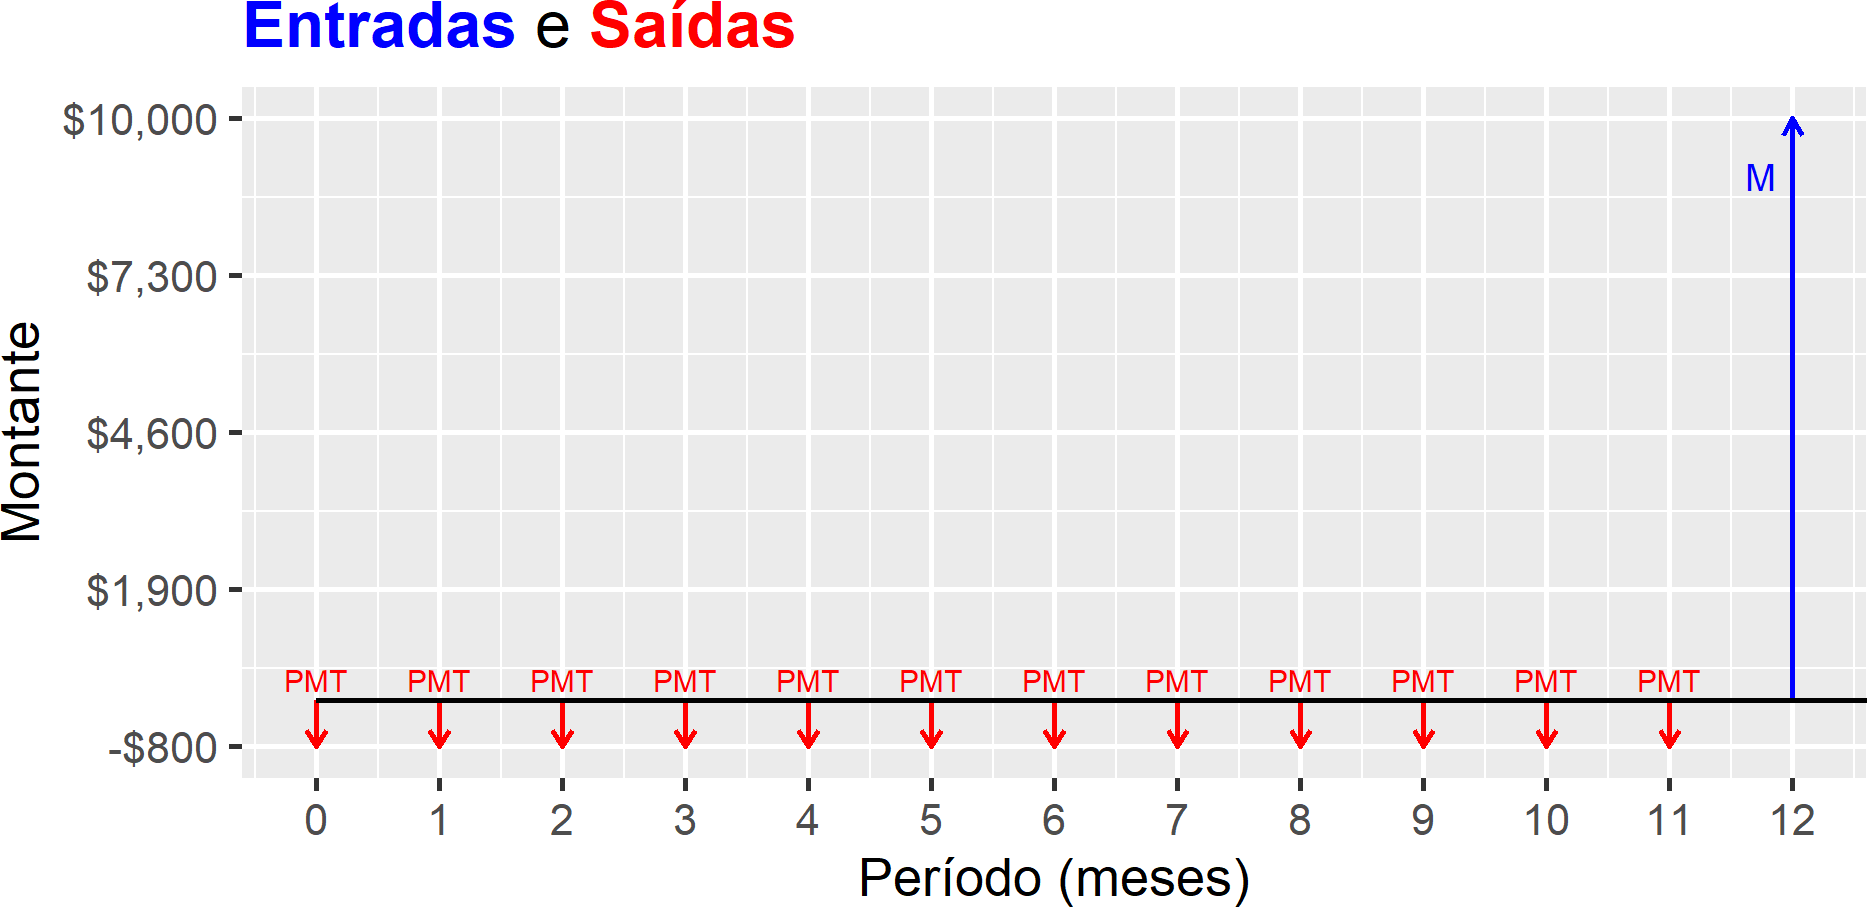 Entradas e Saídas
$10,000
M
$7,300
Montante
$4,600
$1,900
PMT PMT PMT PMT PMT PMT PMT PMT PMT PMT PMT PMT
-$800
0 1 2 3 4 5 6 7 8 9 10 11 12
Período (meses)